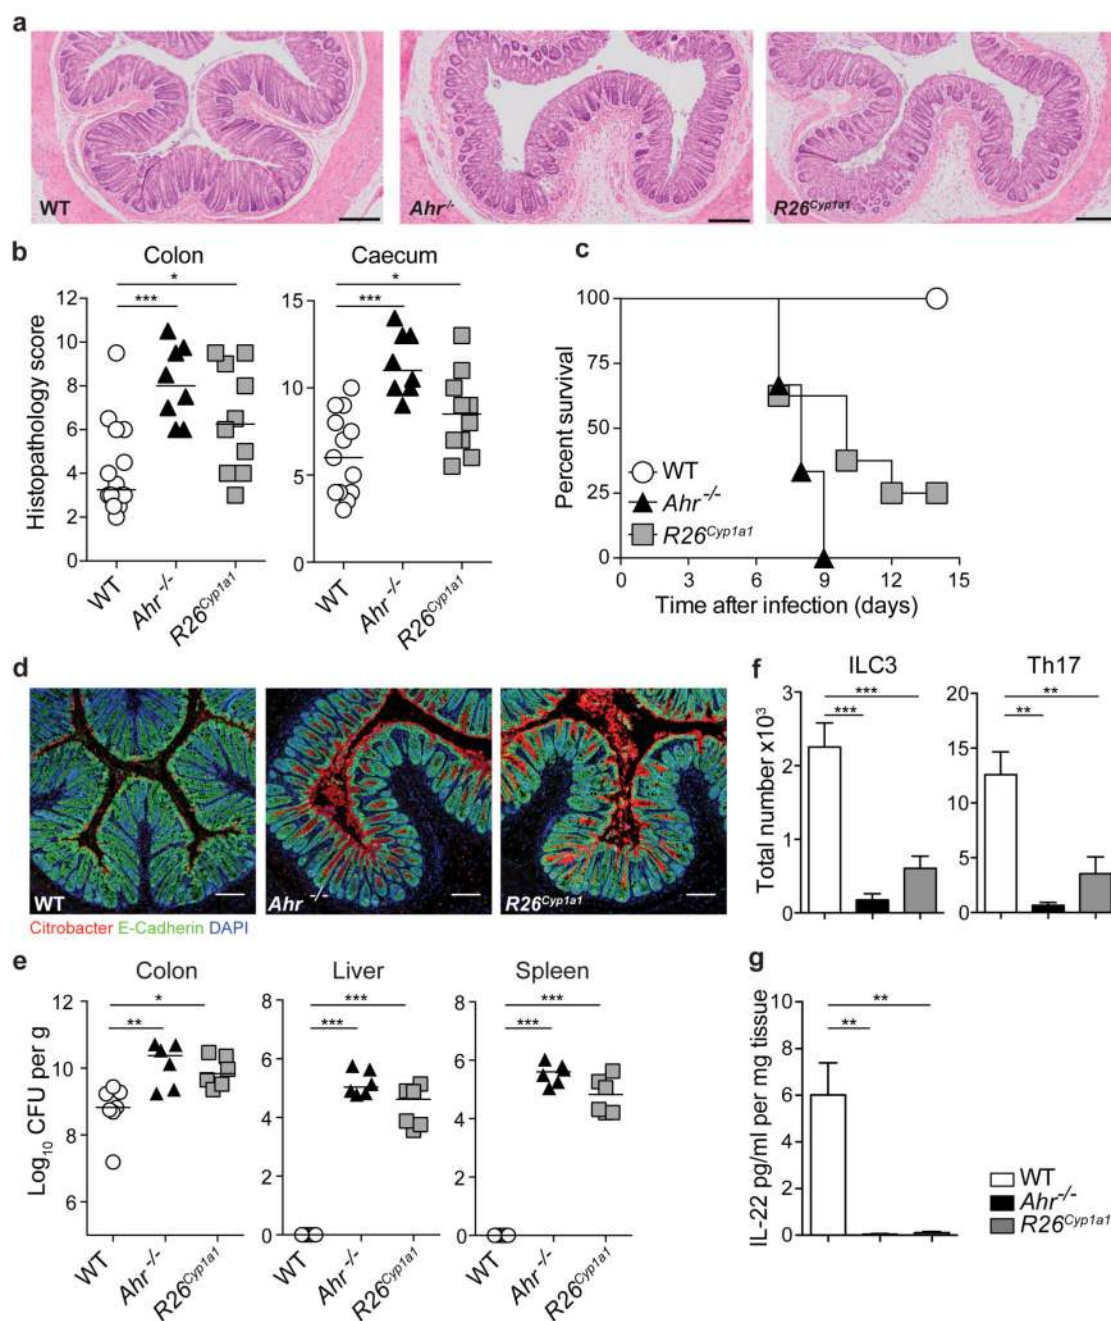 a
WT
Ahr-/-
R26Cyp1a1
b
Colon
Caecum
Histopathology score
12
10
8
6
4
2
0
*
***
WT
Ahr -/-
R26Cyp1a1
15
10
5
0
*
***
WT
Ahr -/-
R26Cyp1a1
c
Percent survival
100
75
50
25
0
WT
Ahr -/-
R26Cyp1a1
0 3 6 9 12 15
Time after infection (days)
d
WT
Ahr -/-
R26Cyp1a1
Citrobacter E-Cadherin DAPI
e
Colon
Liver
Spleen
Log10 CFU per g
12
10
8
6
*
**
WT
Ahr -/-
R26Cyp1a1
8
6
4
2
0
***
***
WT
Ahr -/-
R26Cyp1a1
8
6
4
2
0
***
***
WT
Ahr -/-
R26Cyp1a1
f
ILC3
Th17
Total number x10³
3
2
1
0
***
***
20
15
10
5
0
**
**
g
IL-22 pg/ml per mg tissue
10
8
6
4
2
0
**
**
WT
Ahr-/-
R26Cyp1a1